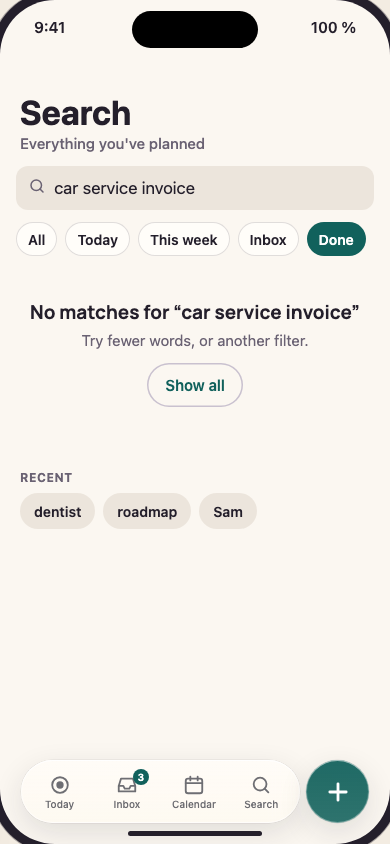 9:41 100 %
Search
Everything you've planned
car service invoice
All Today This week Inbox Done
No matches for “car service invoice”
Try fewer words, or another filter.
Show all
RECENT
dentist roadmap Sam
3
Today Inbox Calendar Search